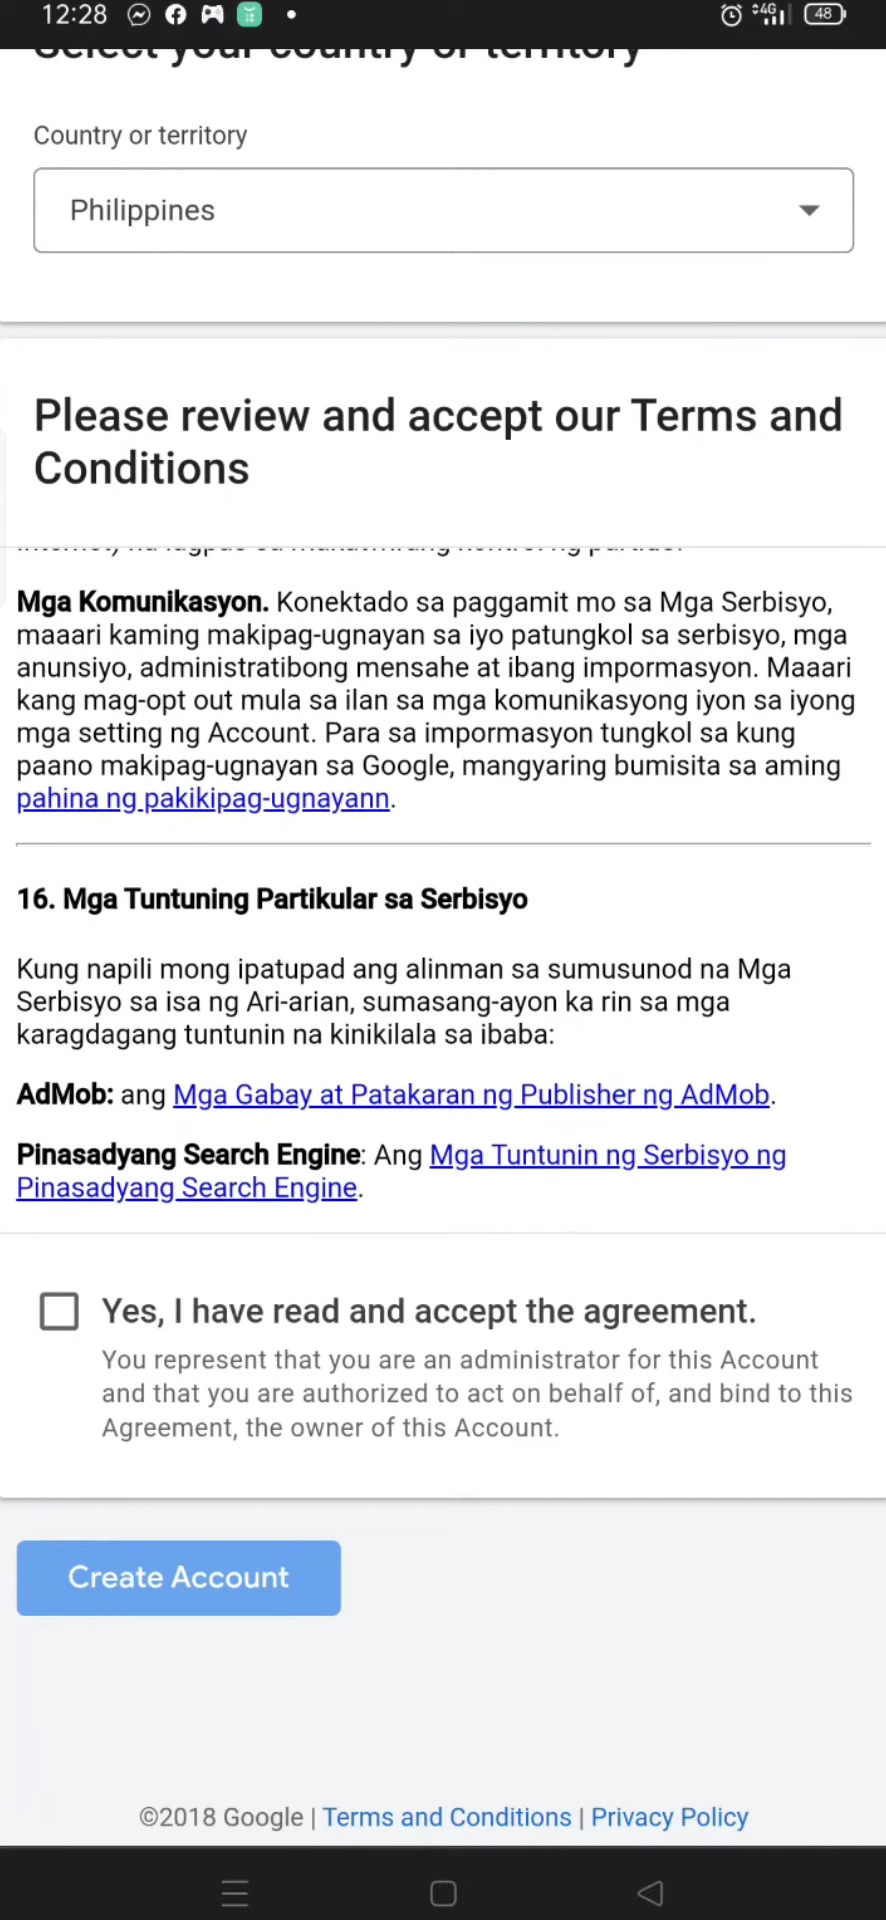 12:28
4G
48
Select your country or territory
Country or territory
Philippines
Please review and accept our Terms and
Conditions
Mga Komunikasyon. Konektado sa paggamit mo sa Mga Serbisyo,
maaari kaming makipag-ugnayan sa iyo patungkol sa serbisyo, mga
anunsiyo, administratibong mensahe at ibang impormasyon. Maaari
kang mag-opt out mula sa ilan sa mga komunikasyong iyon sa iyong
mga setting ng Account. Para sa impormasyon tungkol sa kung
paano makipag-ugnayan sa Google, mangyaring bumisita sa aming
pahina ng pakikipag-ugnayann.
16. Mga Tuntuning Partikular sa Serbisyo
Kung napili mong ipatupad ang alinman sa sumusunod na Mga
Serbisyo sa isa ng Ari-arian, sumasang-ayon ka rin sa mga
karagdagang tuntunin na kinikilala sa ibaba:
AdMob: ang Mga Gabay at Patakaran ng Publisher ng AdMob.
Pinasadyang Search Engine: Ang Mga Tuntunin ng Serbisyo ng
Pinasadyang Search Engine.
Yes, I have read and accept the agreement.
You represent that you are an administrator for this Account
and that you are authorized to act on behalf of, and bind to this
Agreement, the owner of this Account.
Create Account
©2018 Google | Terms and Conditions | Privacy Policy